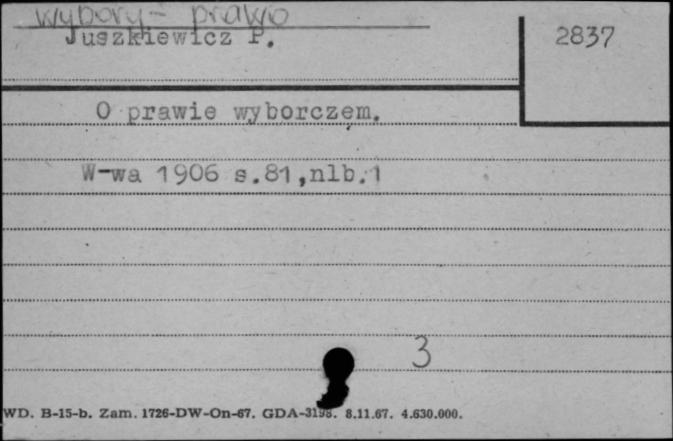 Wybory - prawo
Juszkiewicz P.
2837
O prawie wyborczem.
W-wa 1906 s.81,nlb.1
3
WD. B-15-b. Zam. 1726-DW-On-67. GDA-3198. 8.11.67. 4.630.000.